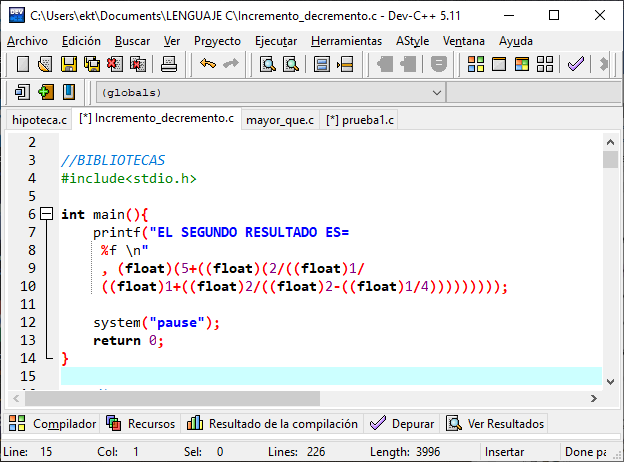 C:\Users\ekt\Documents\LENGUAJE C\Incremento_decremento.c - Dev-C++ 5.11
Archivo Edición Buscar Ver Proyecto Ejecutar Herramientas AStyle Ventana Ayuda
(globals)
hipoteca.c [*] Incremento_decremento.c mayor_que.c [*] prueba1.c
2
3 //BIBLIOTECAS
4 #include<stdio.h>
5
6 int main(){
7 printf("EL SEGUNDO RESULTADO ES=
8 %f \n"
9 , (float)(5+((float)(2/((float)1/
10 ((float)1+((float)2/((float)2-((float)1/4)))))))));
11
12 system("pause");
13 return 0;
14 }
15
Compilador Recursos Resultado de la compilación Depurar Ver Resultados
Line: 15 Col: 1 Sel: 0 Lines: 226 Length: 3996 Insertar Done pa